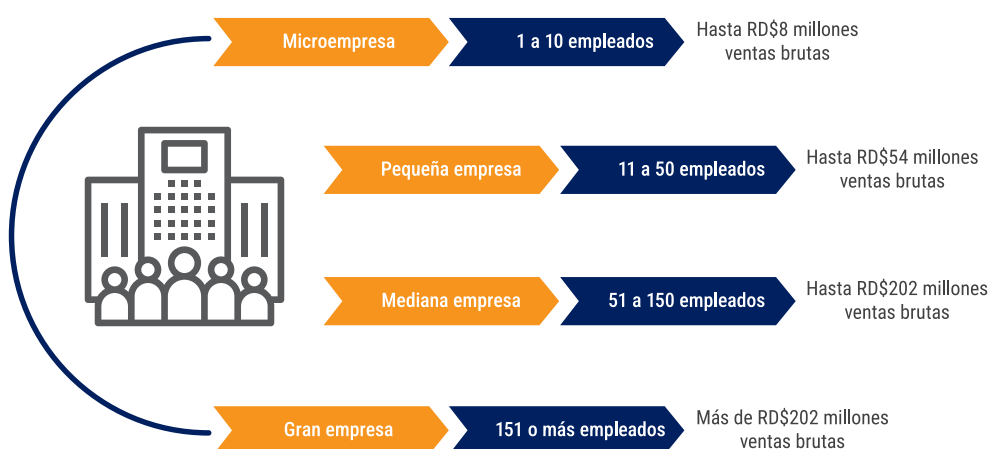 Microempresa
1 a 10 empleados
Hasta RD$8 millones
ventas brutas
Pequeña empresa
11 a 50 empleados
Hasta RD$54 millones
ventas brutas
Mediana empresa
51 a 150 empleados
Hasta RD$202 millones
ventas brutas
Gran empresa
151 o más empleados
Más de RD$202 millones
ventas brutas